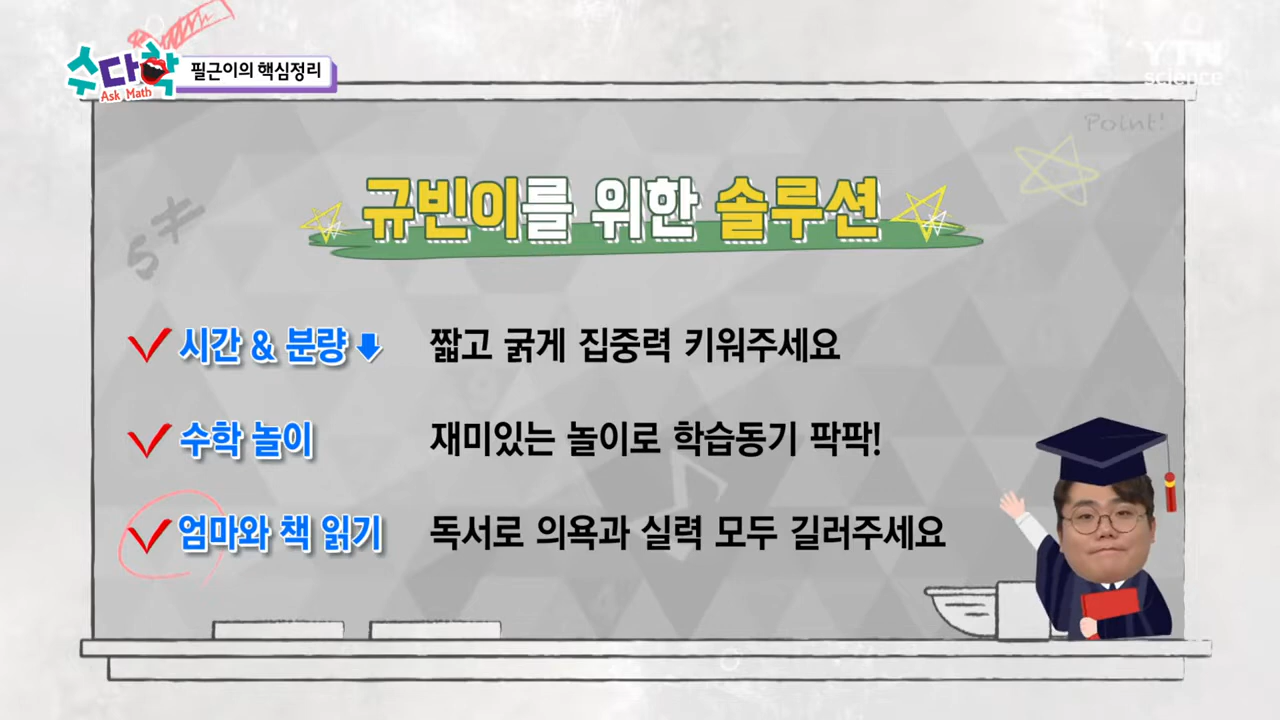 수다학
Ask Math
필근이의 핵심정리
YTN
science
Point!
5≠
규빈이를 위한 솔루션
시간 & 분량⬇ 짧고 굵게 집중력 키워주세요
수학 놀이 재미있는 놀이로 학습동기 팍팍!
엄마와 책 읽기 독서로 의욕과 실력 모두 길러주세요